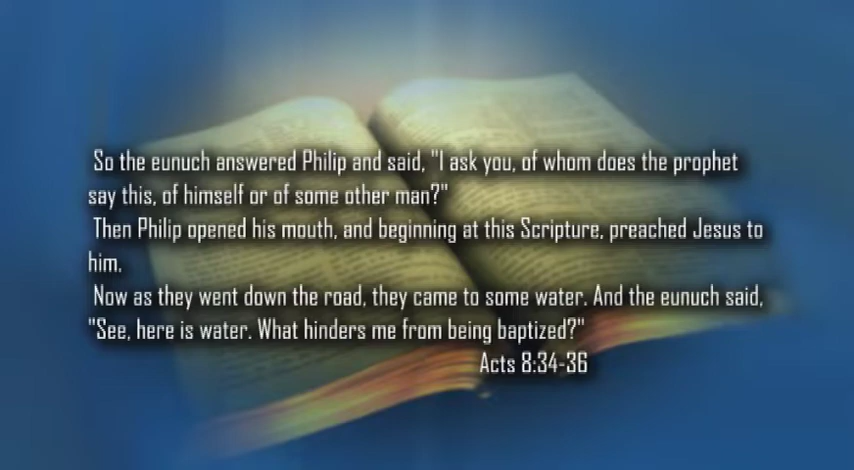 So the eunuch answered Philip and said, "I ask you, of whom does the prophet
say this, of himself or of some other man?"
Then Philip opened his mouth, and beginning at this Scripture, preached Jesus to
him.
Now as they went down the road, they came to some water. And the eunuch said,
"See, here is water. What hinders me from being baptized?"
Acts 8:34-36